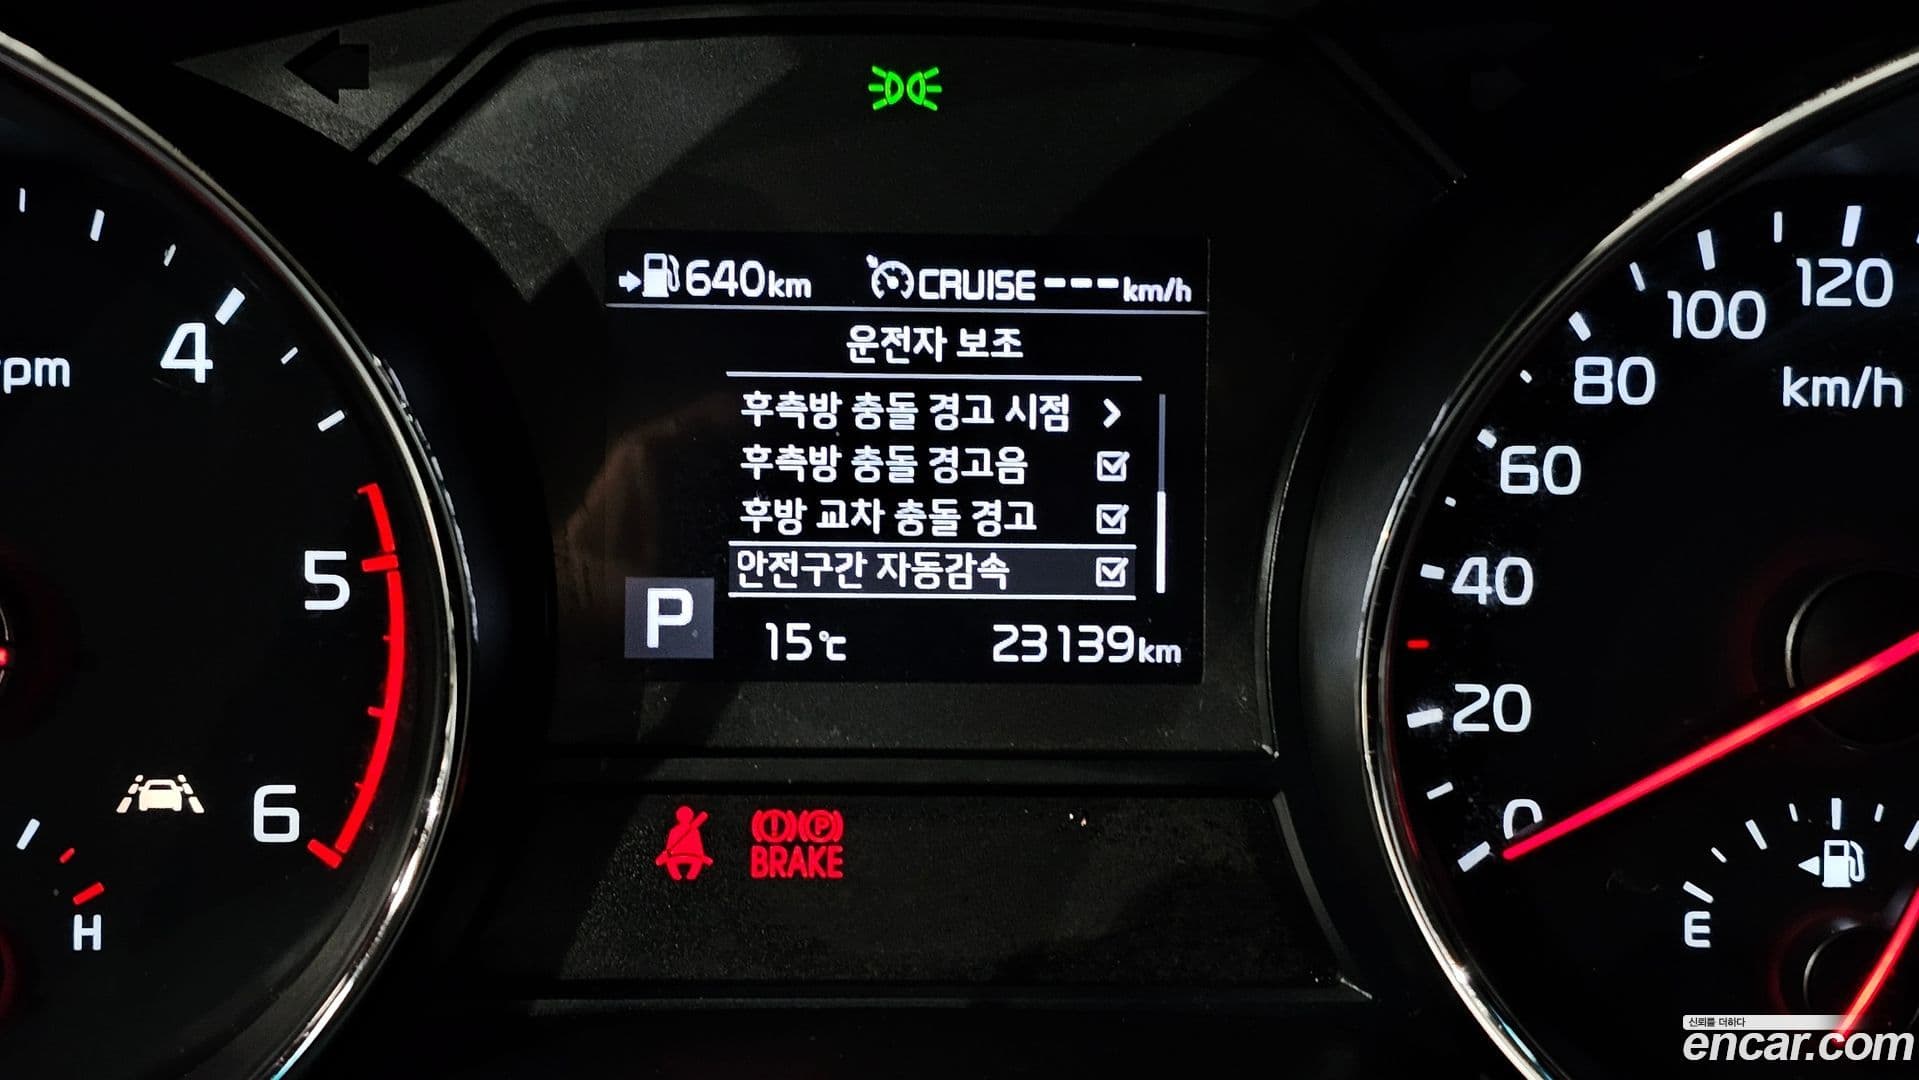 640km CRUISE ---km/h
운전자 보조
후측방 충돌 경고 시점
후측방 충돌 경고음
후방 교차 충돌 경고
안전구간 자동감속
P 15℃ 23139km
rpm
4
5
6
H
BRAKE
120
100
80
km/h
60
40
20
0
E
신뢰를 더하다
encar.com